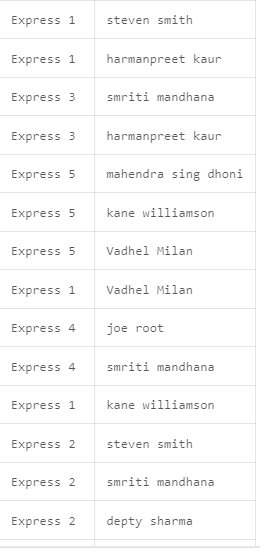 Express 1 steven smith
Express 1 harmanpreet kaur
Express 3 smriti mandhana
Express 3 harmanpreet kaur
Express 5 mahendra sing dhoni
Express 5 kane williamson
Express 5 Vadhel Milan
Express 1 Vadhel Milan
Express 4 joe root
Express 4 smriti mandhana
Express 1 kane williamson
Express 2 steven smith
Express 2 smriti mandhana
Express 2 depty sharma